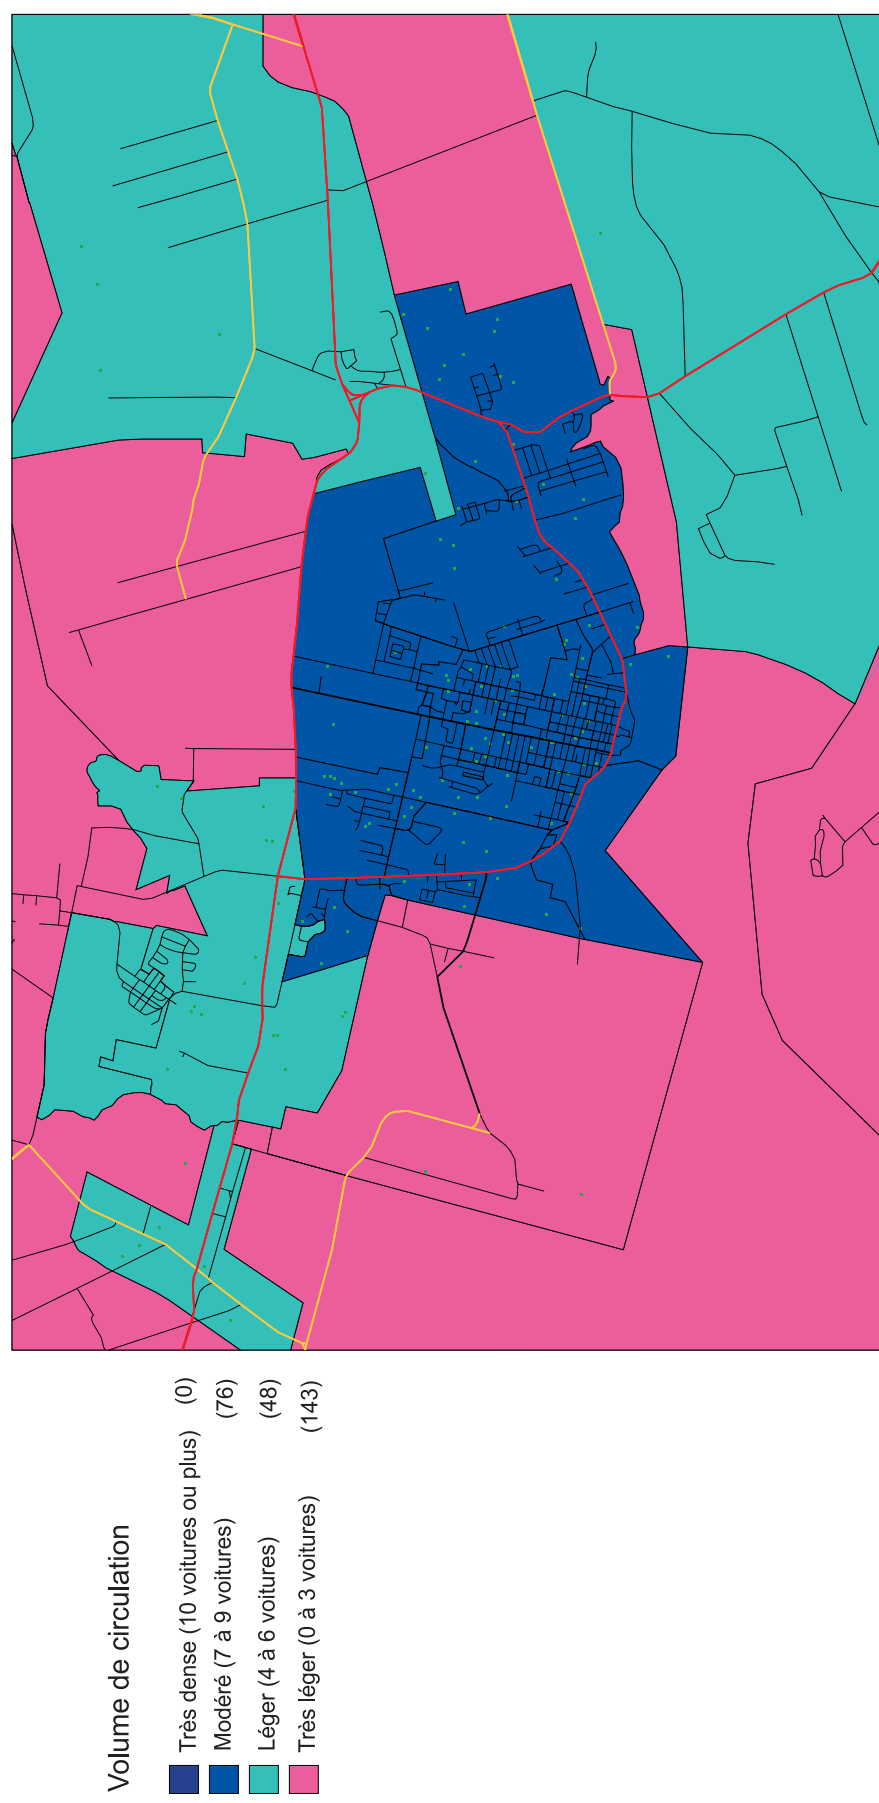 Volume de circulation
Très dense (10 voitures ou plus) (0)
Modéré (7 à 9 voitures) (76)
Léger (4 à 6 voitures) (48)
Très léger (0 à 3 voitures) (143)